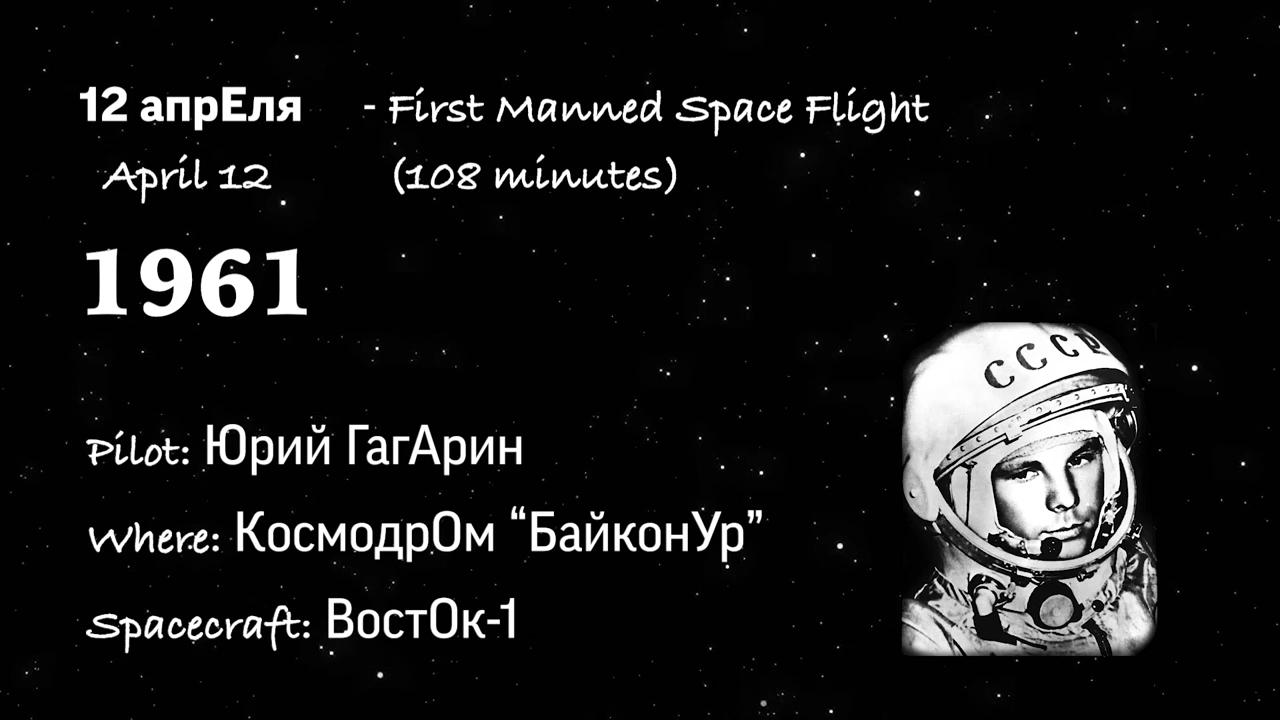 12 апрЕля - First Manned Space Flight
April 12 (108 minutes)
1961
СССР
Pilot: Юрий ГагАрин
Where: КосмодрОм “БайконУр”
Spacecraft: ВостОк-1